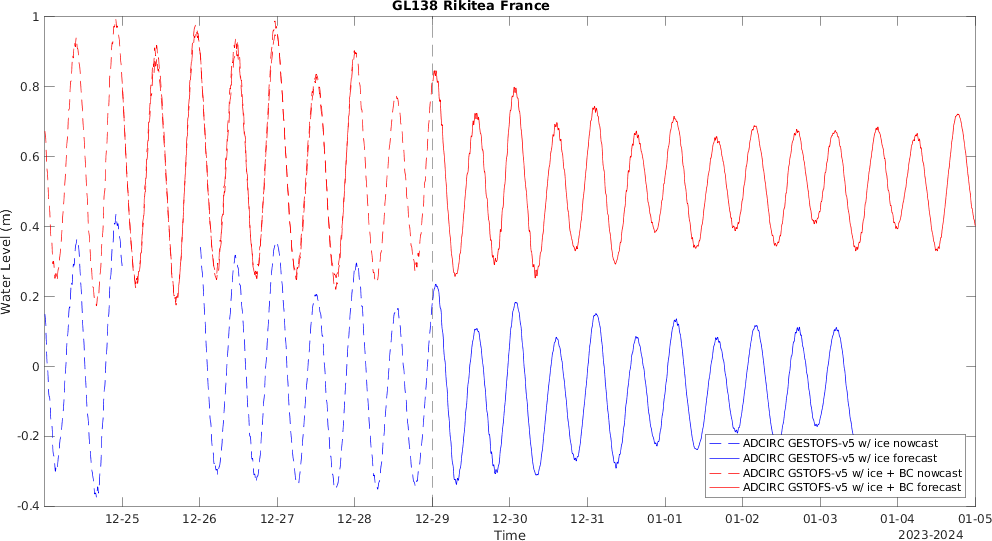 GL138 Rikitea France
Water Level (m)
1
0.8
0.6
0.4
0.2
0
-0.2
-0.4
12-25 12-26 12-27 12-28 12-29 12-30 12-31 01-01 01-02 01-03 01-04 01-05
Time
2023-2024
ADCIRC GESTOFS-v5 w/ ice nowcast
ADCIRC GESTOFS-v5 w/ ice forecast
ADCIRC GSTOFS-v5 w/ ice + BC nowcast
ADCIRC GSTOFS-v5 w/ ice + BC forecast